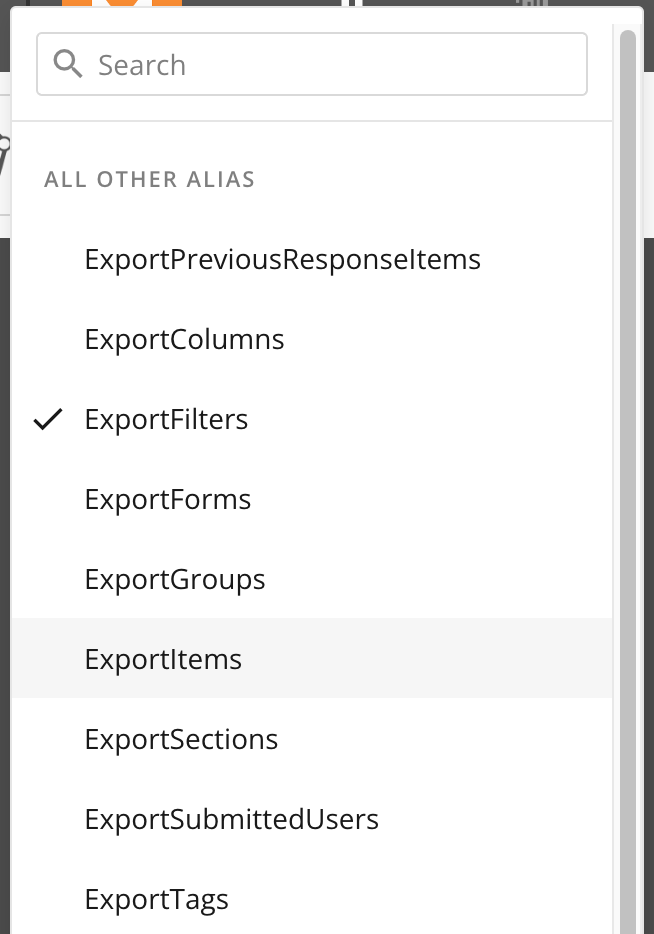 Search
ALL OTHER ALIAS
ExportPreviousResponseItems
ExportColumns
ExportFilters
ExportForms
ExportGroups
ExportItems
ExportSections
ExportSubmittedUsers
ExportTags